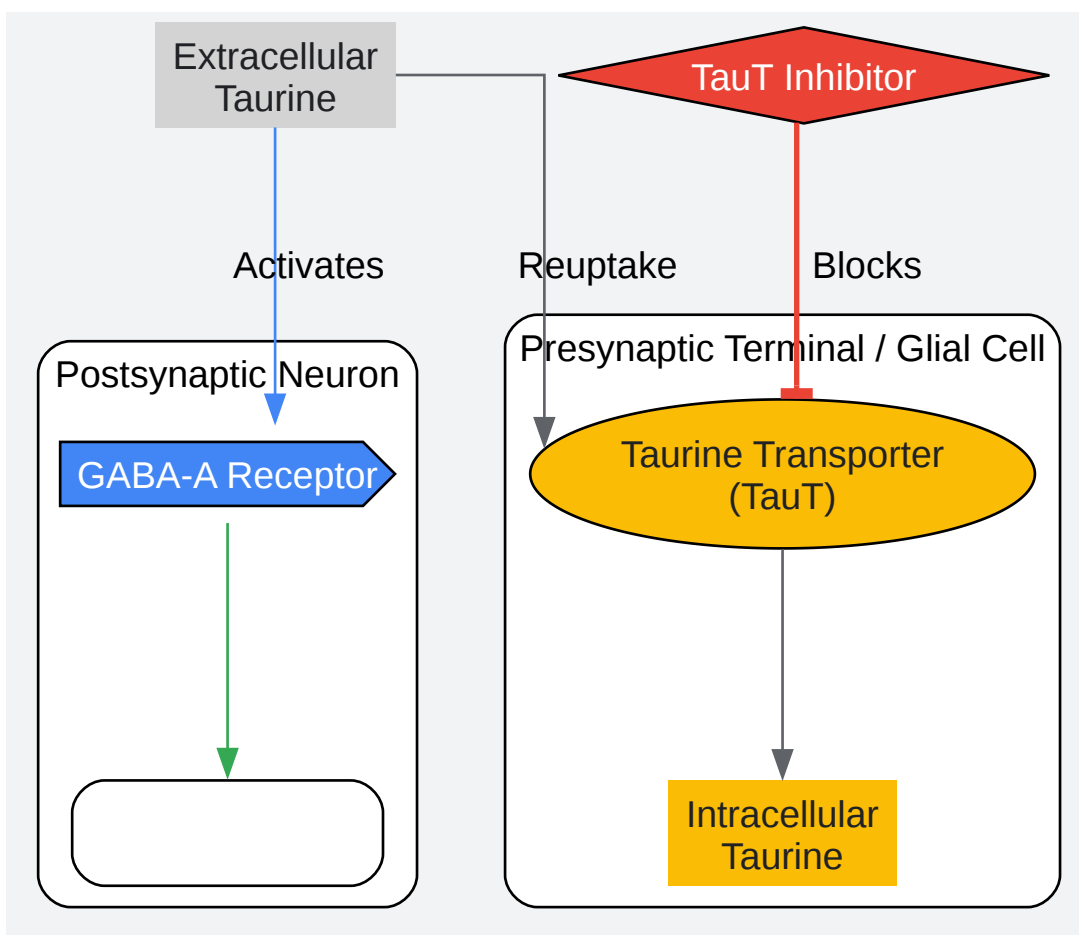 Extracellular
Taurine
TauT Inhibitor
Activates
Reuptake
Blocks
Postsynaptic Neuron
Presynaptic Terminal / Glial Cell
GABA-A Receptor
Taurine Transporter
(TauT)
Intracellular
Taurine